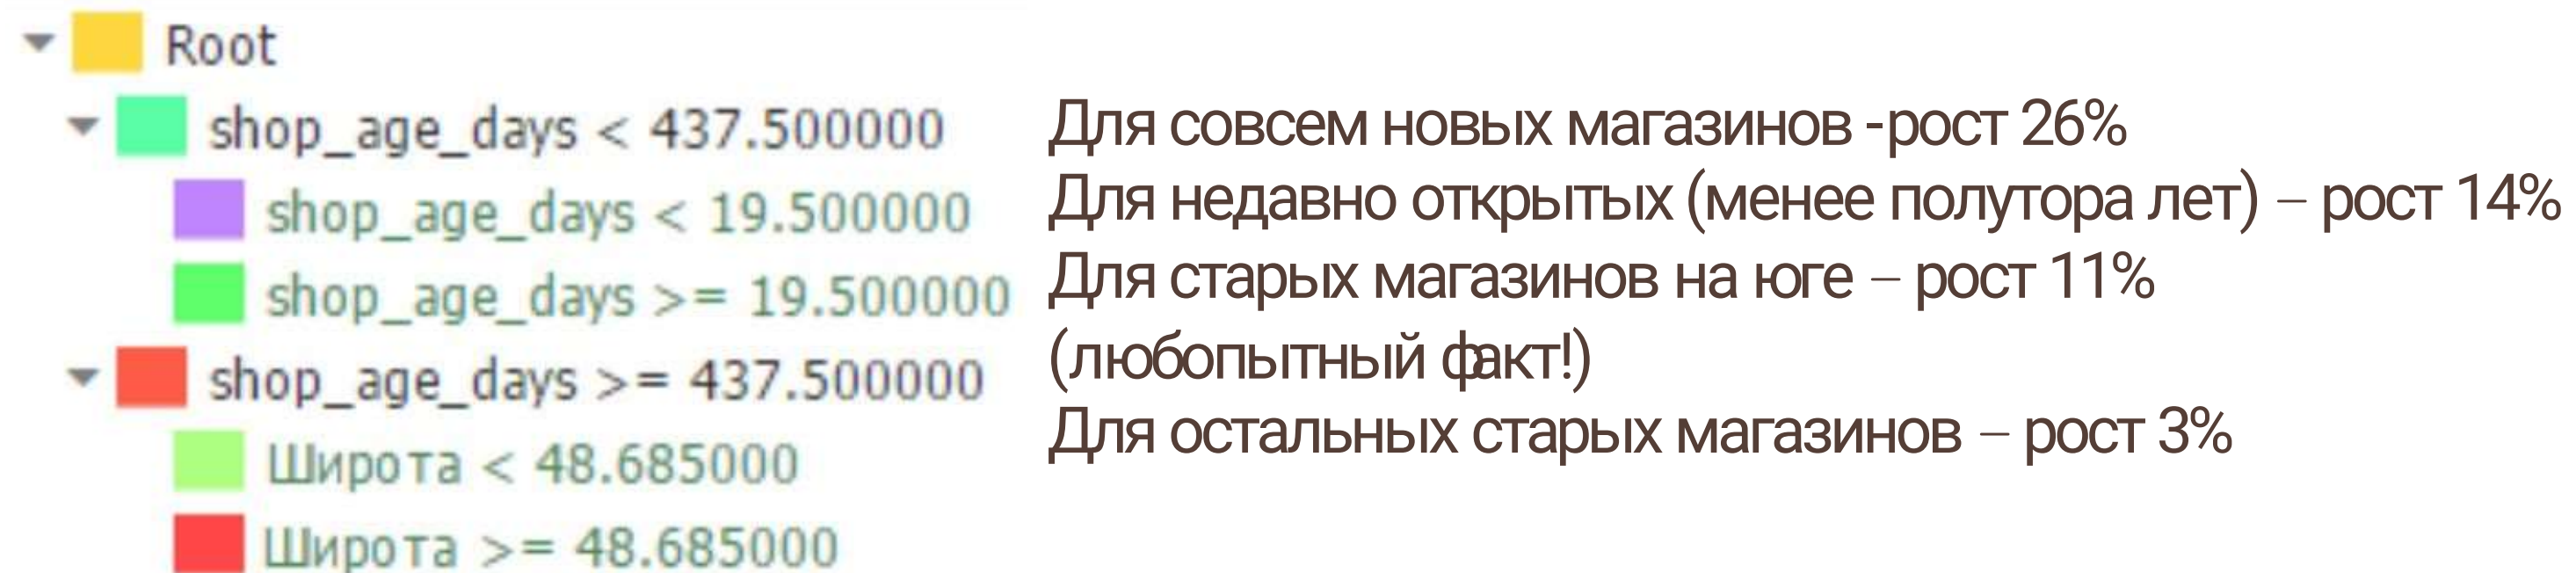 Root
shop_age_days < 437.500000
shop_age_days < 19.500000
shop_age_days >= 19.500000
shop_age_days >= 437.500000
Широта < 48.685000
Широта >= 48.685000
Для совсем новых магазинов -рост 26%
Для недавно открытых (менее полутора лет) – рост 14%
Для старых магазинов на юге – рост 11%
(любопытный факт!)
Для остальных старых магазинов – рост 3%